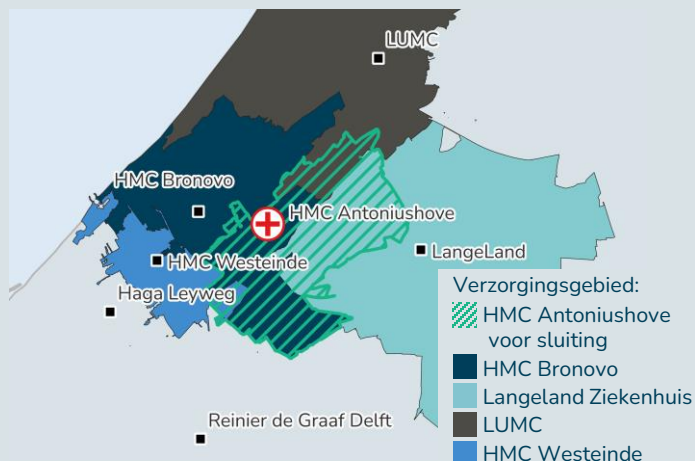 LUMC
HMC Bronovo
HMC Antoniushove
HMC Westeinde
LangeLand
Haga Leyweg
Reinier de Graaf Delft
Verzorgingsgebied:
HMC Antoniushove
voor sluiting
HMC Bronovo
Langeland Ziekenhuis
LUMC
HMC Westeinde